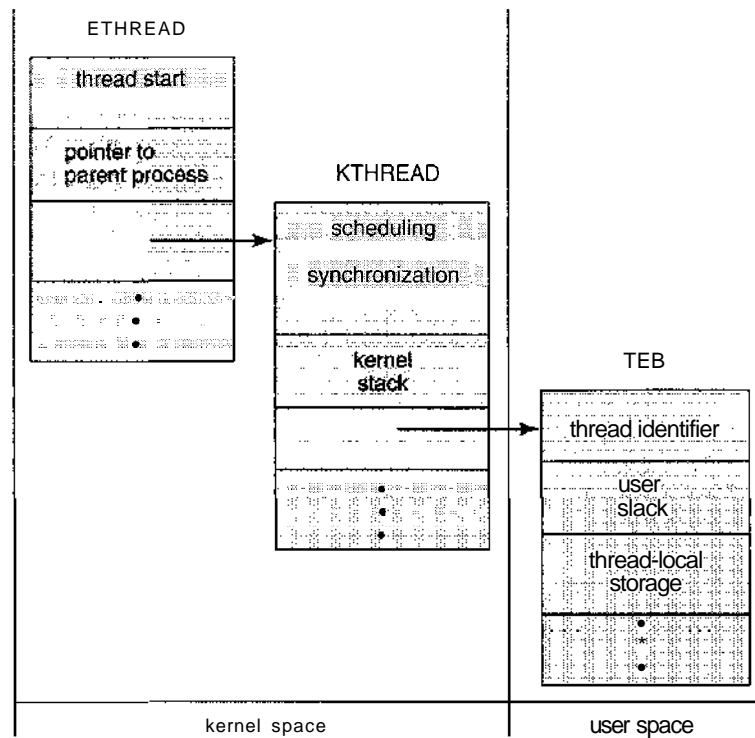 ETHREAD
thread start
pointer to
parent process
KTHREAD
scheduling
synchronization
kernel
stack
TEB
thread identifier
user
slack
thread-local
storage
kernel space
user space